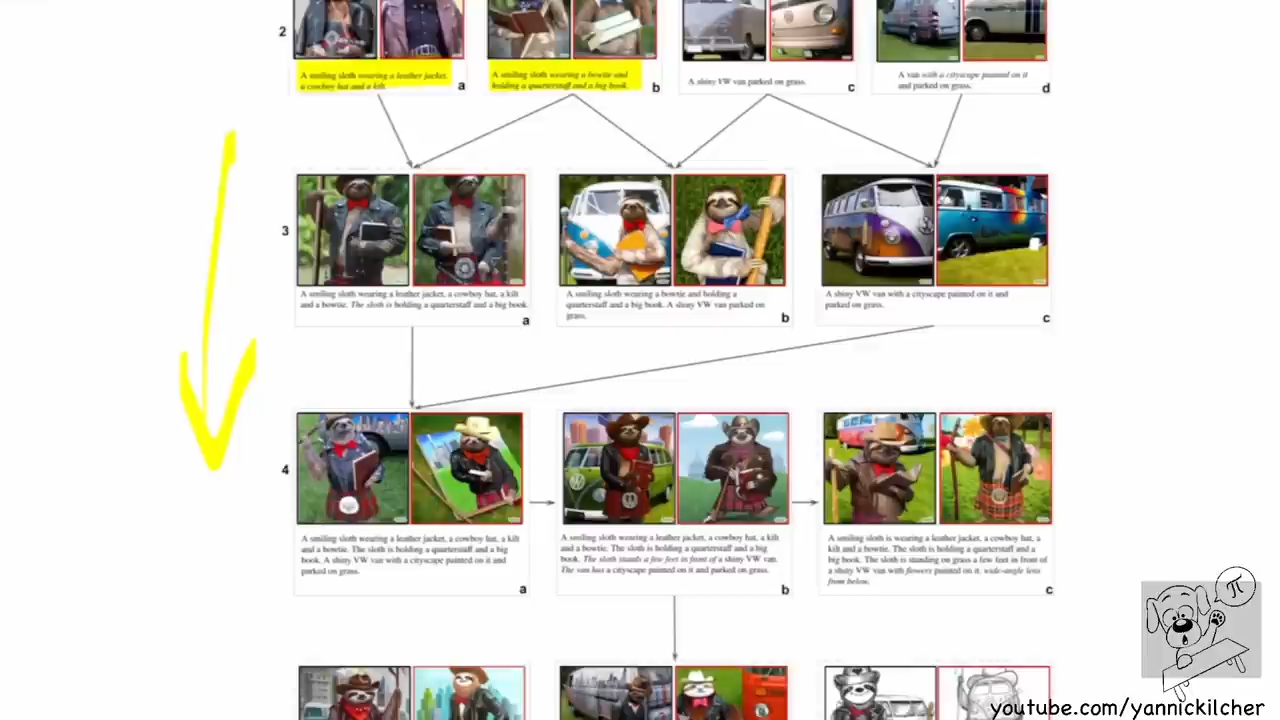 2
A smiling sloth wearing a leather jacket,
a cowboy hat and a kilt.
a
A smiling sloth wearing a bowtie and
holding a quarterstaff and a big book.
b
A shiny VW van parked on grass.
c
A van with a cityscape painted on it
and parked on grass.
d
3
A smiling sloth wearing a leather jacket, a cowboy hat, a kilt
and a bowtie. The sloth is holding a quarterstaff and a big book.
a
A smiling sloth wearing a bowtie and holding a
quarterstaff and a big book. A shiny VW van parked on
grass.
b
A shiny VW van with a cityscape painted on it and
parked on grass.
c
4
A smiling sloth wearing a leather jacket, a cowboy hat, a kilt
and a bowtie. The sloth is holding a quarterstaff and a big
book. A shiny VW van with a cityscape painted on it and
parked on grass.
a
A smiling sloth wearing a leather jacket, a cowboy hat, a kilt
and a bowtie. The sloth is holding a quarterstaff and a big
book. The sloth stands a few feet in front of a shiny VW van.
The van has a cityscape painted on it and parked on grass.
b
A smiling sloth is wearing a leather jacket, a cowboy hat, a
kilt and a bowtie. The sloth is holding a quarterstaff and a
big book. The sloth is standing on grass a few feet in front of
a shiny VW van with flowers painted on it. wide-angle lens
from below.
c
π
youtube.com/yannickilcher